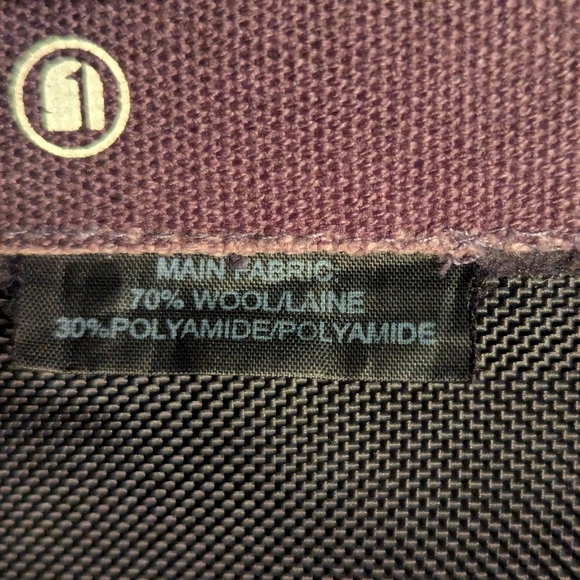 MAIN FABRIC
70% WOOL/LAINE
30%POLYAMIDE/POLYAMIDE